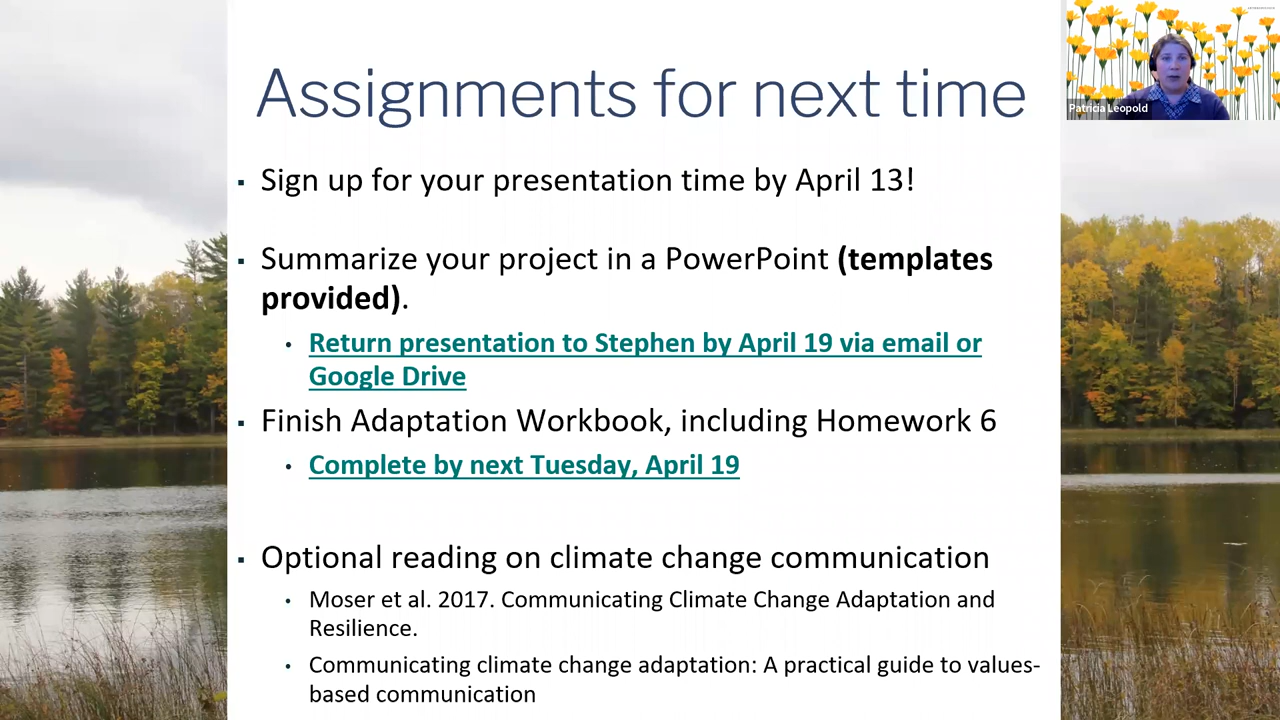 Assignments for next time
Patricia Leopold
▪ Sign up for your presentation time by April 13!
▪ Summarize your project in a PowerPoint (templates
provided).
• Return presentation to Stephen by April 19 via email or
Google Drive
▪ Finish Adaptation Workbook, including Homework 6
• Complete by next Tuesday, April 19
▪ Optional reading on climate change communication
• Moser et al. 2017. Communicating Climate Change Adaptation and
Resilience.
• Communicating climate change adaptation: A practical guide to values-
based communication